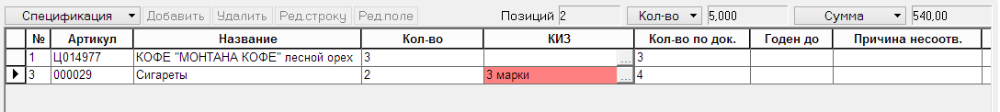 Спецификация Добавить Удалить Ред.строку Ред.поле Позиций 2 Кол-во 5,000 Сумма 540,00
№ Артикул Название Кол-во КИЗ Кол-во по док. Годен до Причина несоотв.
1 Ц014977 КОФЕ "МОНТАНА КОФЕ" лесной орех 3 ... 3
3 000029 Сигареты 2 3 марки ... 4